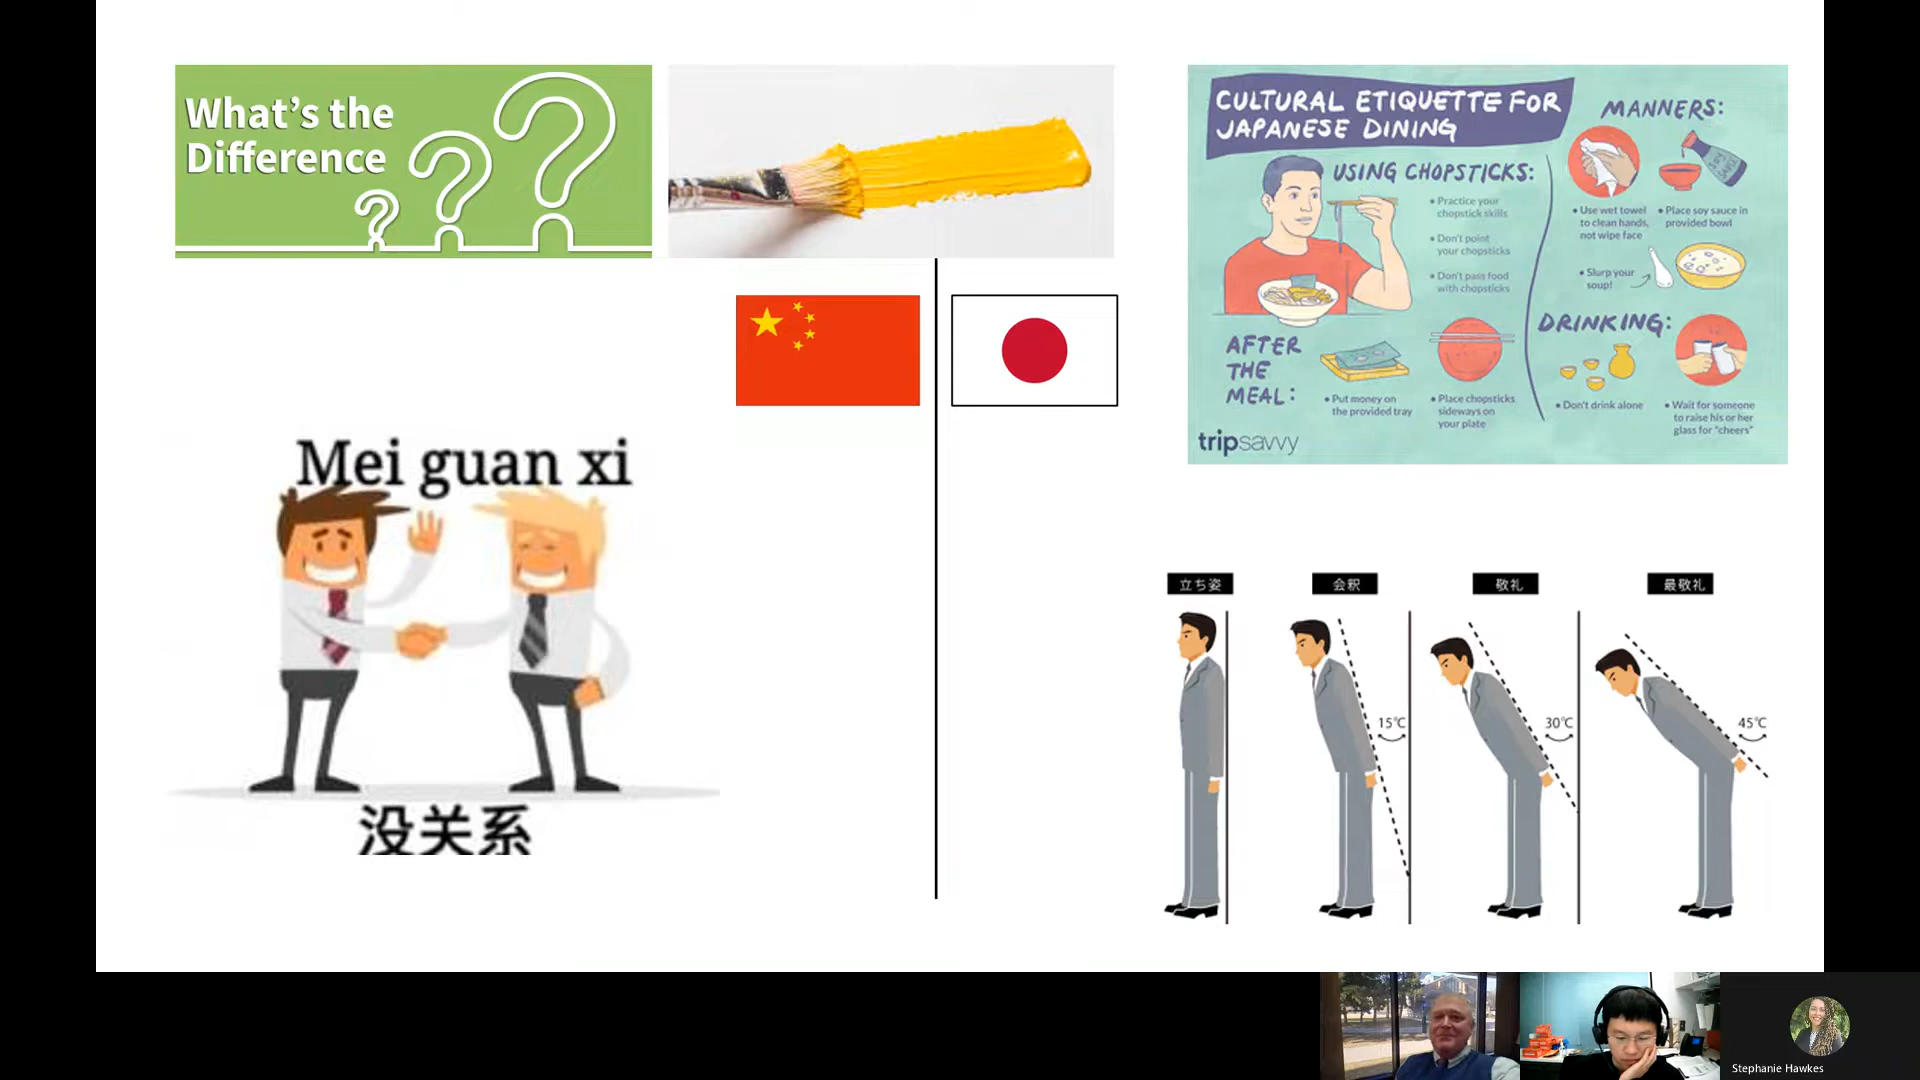 What's the
Difference
CULTURAL ETIQUETTE FOR
JAPANESE DINING
USING CHOPSTICKS:
• Practice your
chopstick skills
• Don't point
your chopsticks
• Don't pass food
with chopsticks
MANNERS:
SOY SAUCE
• Use wet towel
to clean hands,
not wipe face
• Place soy sauce in
provided bowl
• Slurp your
soup!
DRINKING:
• Don't drink alone
• Wait for someone
to raise his or her
glass for "cheers"
AFTER
THE
MEAL:
• Put money on
the provided tray
• Place chopsticks
sideways on
your plate
tripsavvy
Mei guan xi
没关系
立ち姿
会釈
敬礼
最敬礼
15℃
30℃
45℃
Stephanie Hawkes